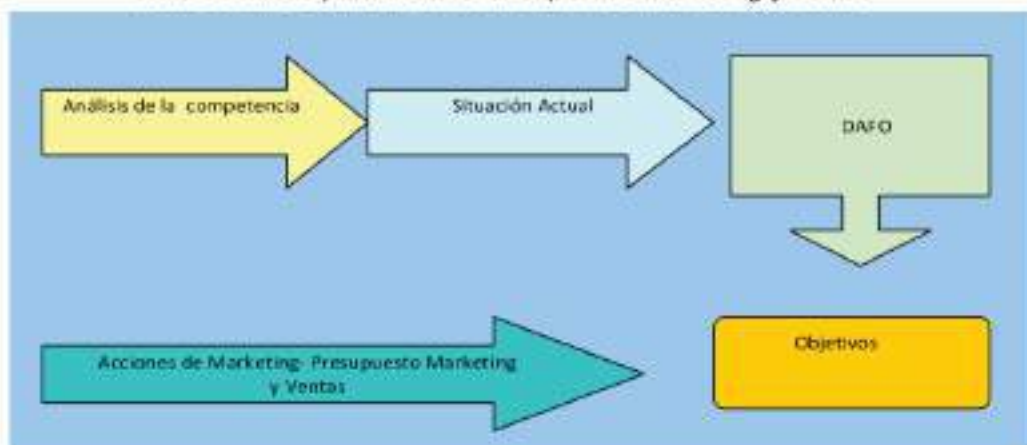 Análisis de la competencia
Situación Actual
DAFO
Acciones de Marketing- Presupuesto Marketing
y Ventas
Objetivos